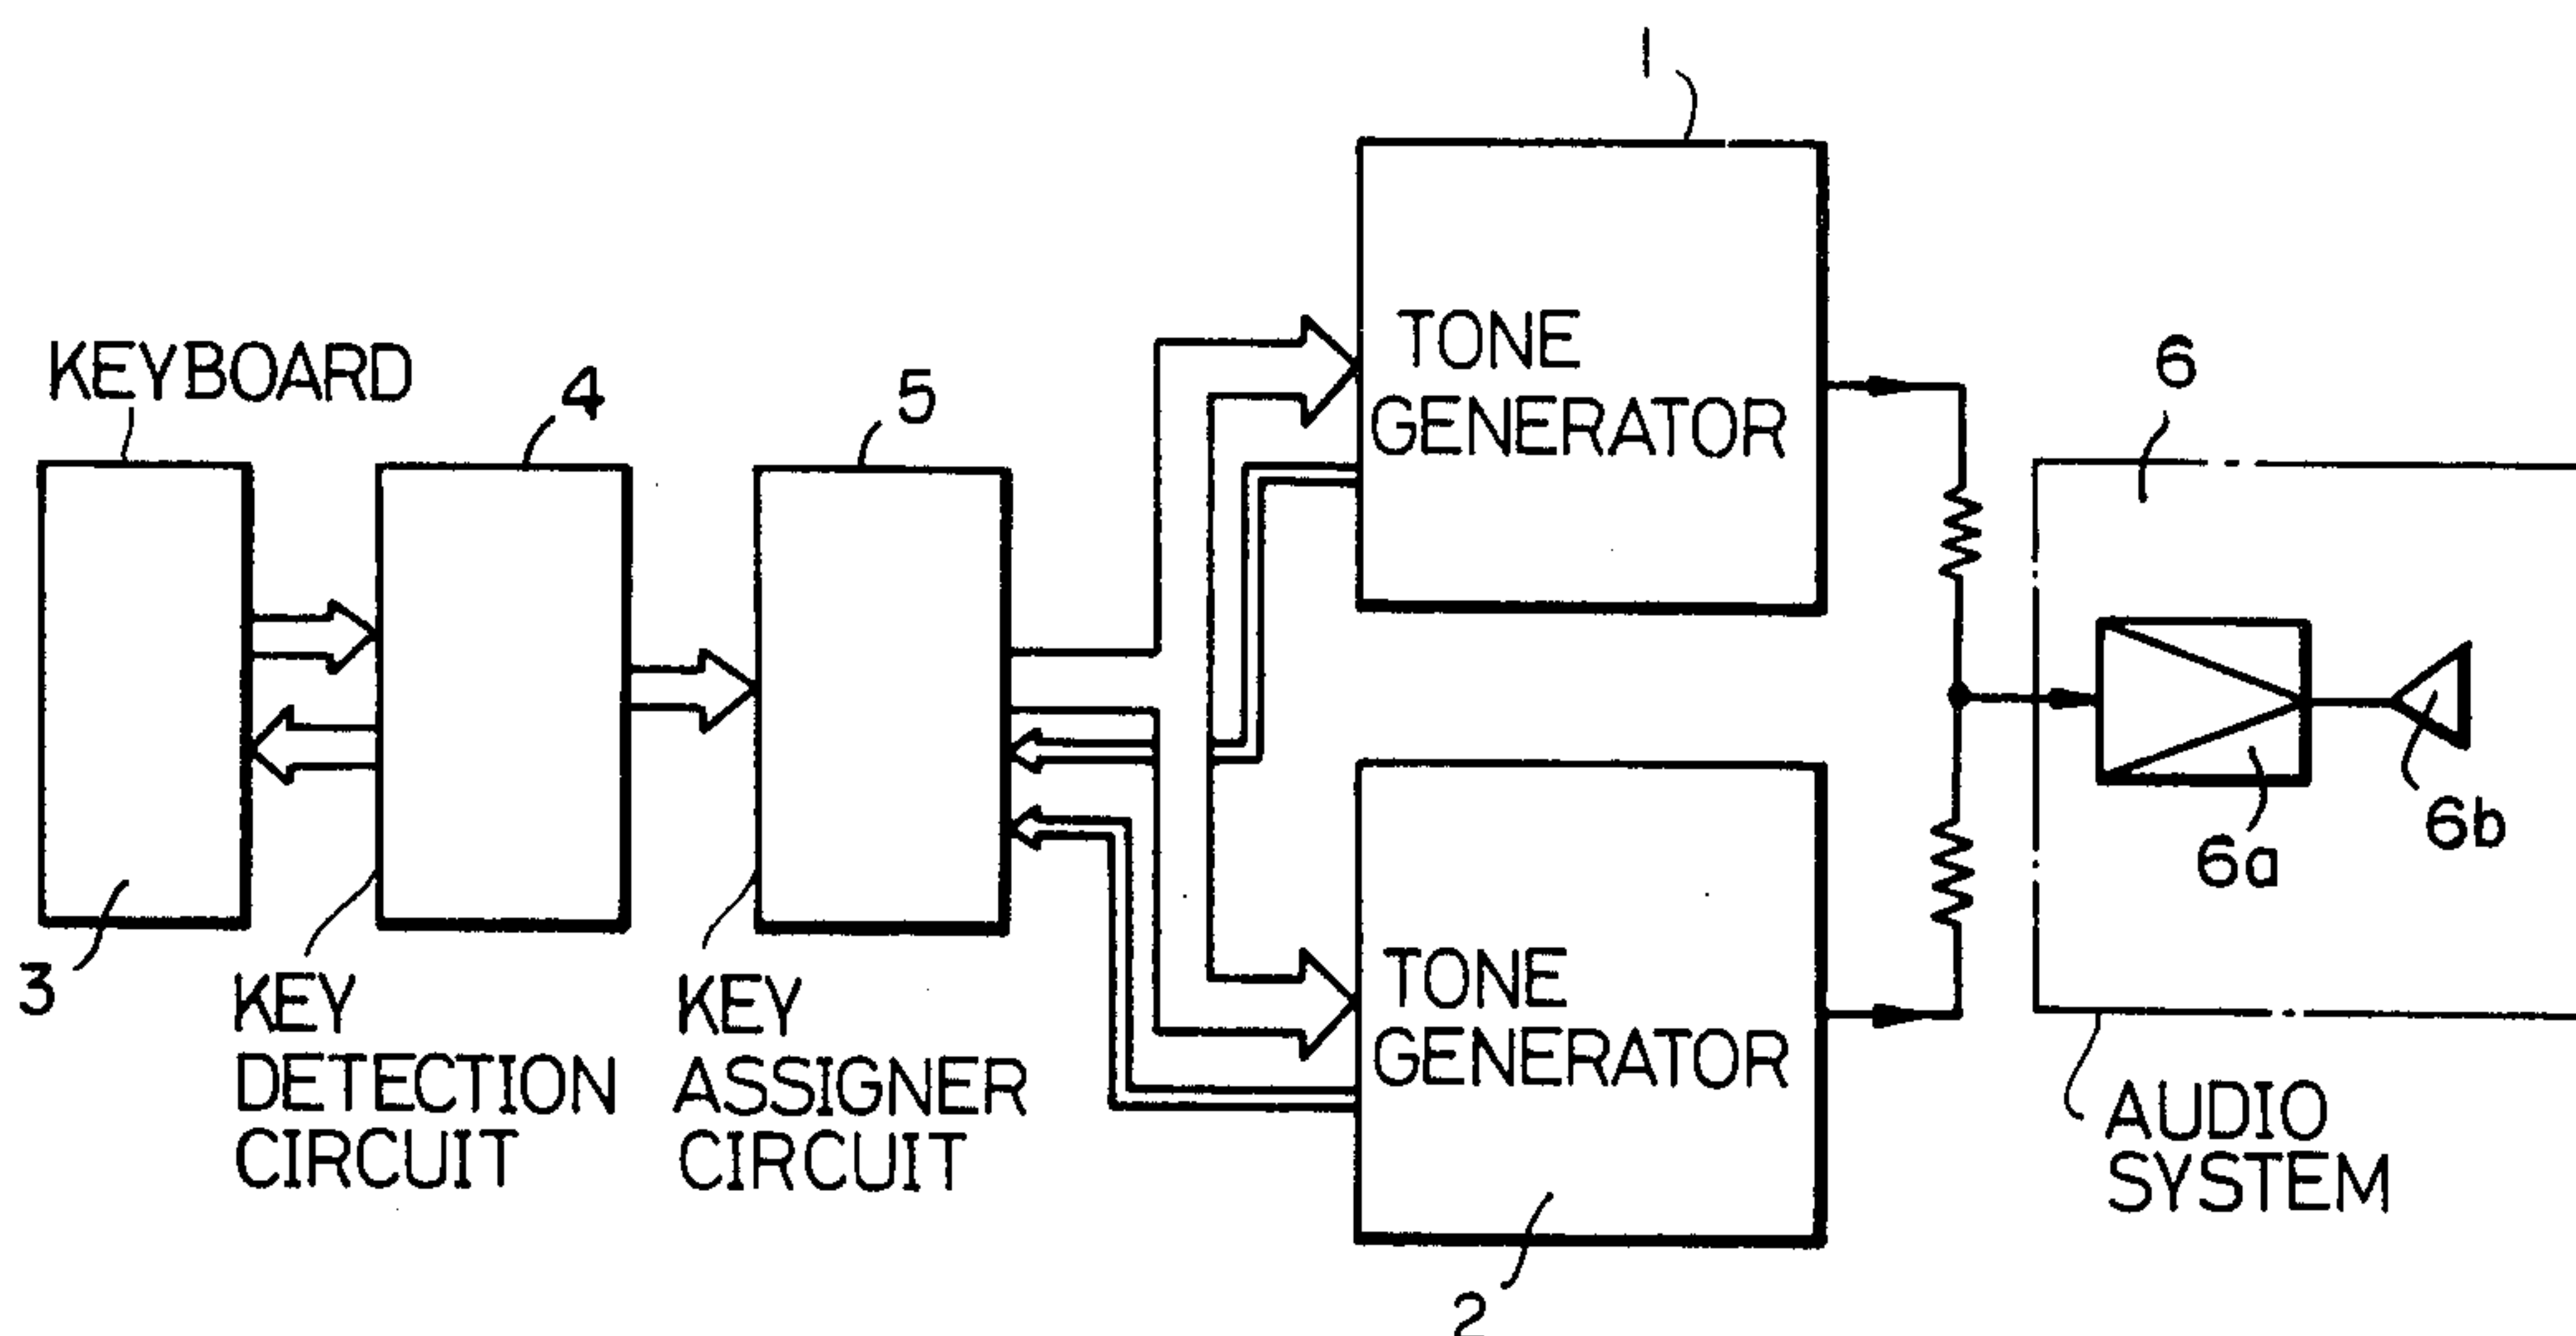 1
KEYBOARD
4
5
6
TONE
GENERATOR
6b
6a
3
KEY
DETECTION
CIRCUIT
KEY
ASSIGNER
CIRCUIT
TONE
GENERATOR
AUDIO
SYSTEM
2